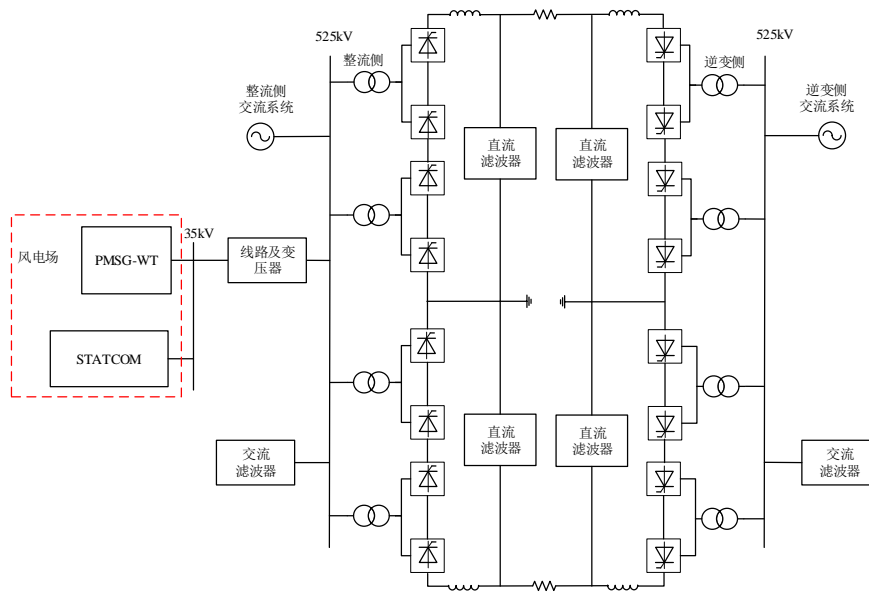 525kV
整流侧
整流侧
交流系统
525kV
逆变侧
逆变侧
交流系统
直流
滤波器
直流
滤波器
风电场
PMSG-WT
35kV
线路及变
压器
STATCOM
交流
滤波器
直流
滤波器
直流
滤波器
交流
滤波器